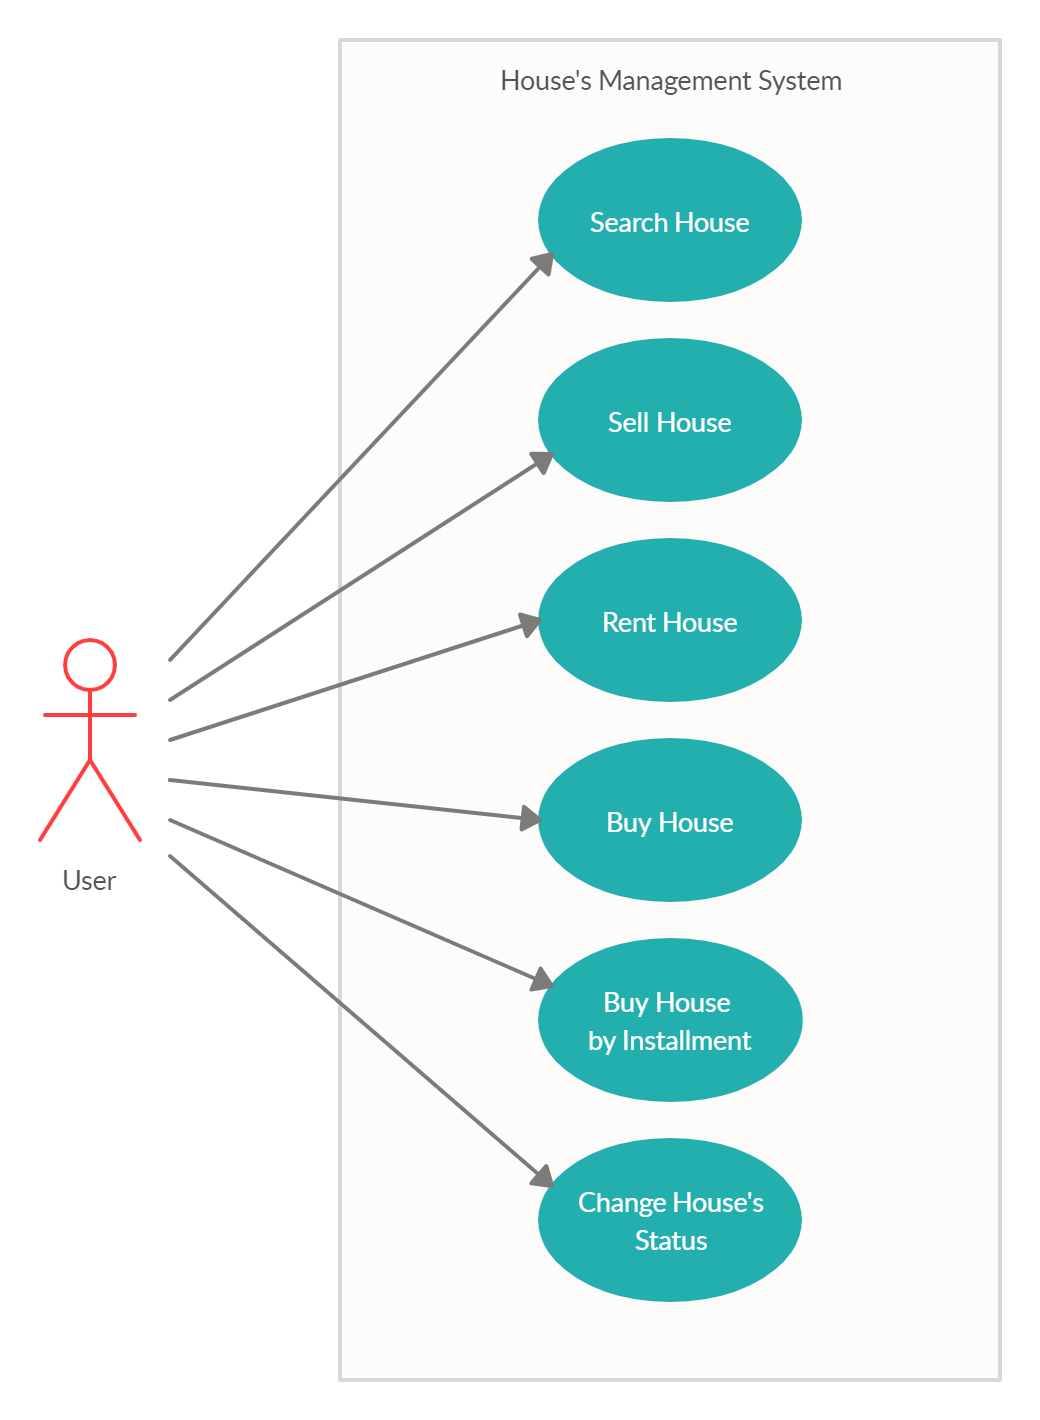 House's Management System
Search House
Sell House
Rent House
Buy House
Buy House
by Installment
Change House's
Status
User